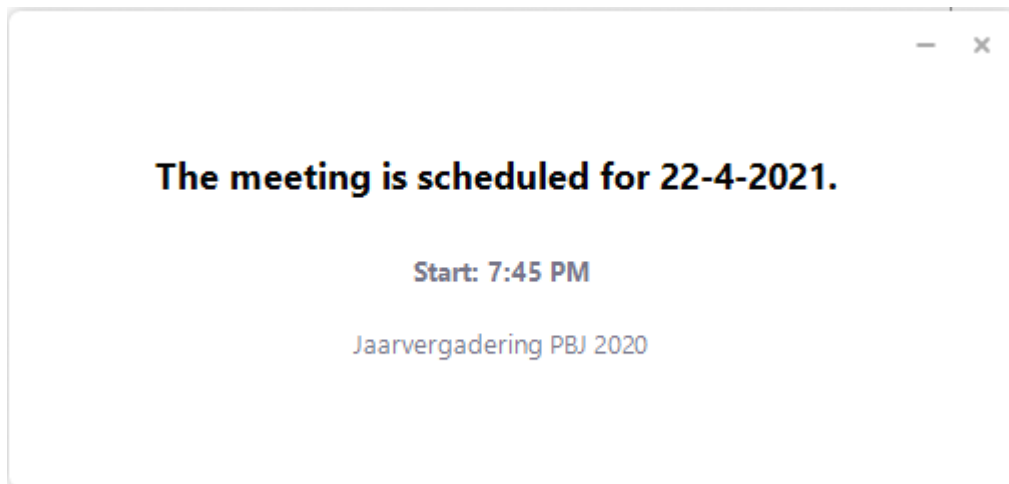 The meeting is scheduled for 22-4-2021.
Start: 7:45 PM
Jaarvergadering PBJ 2020